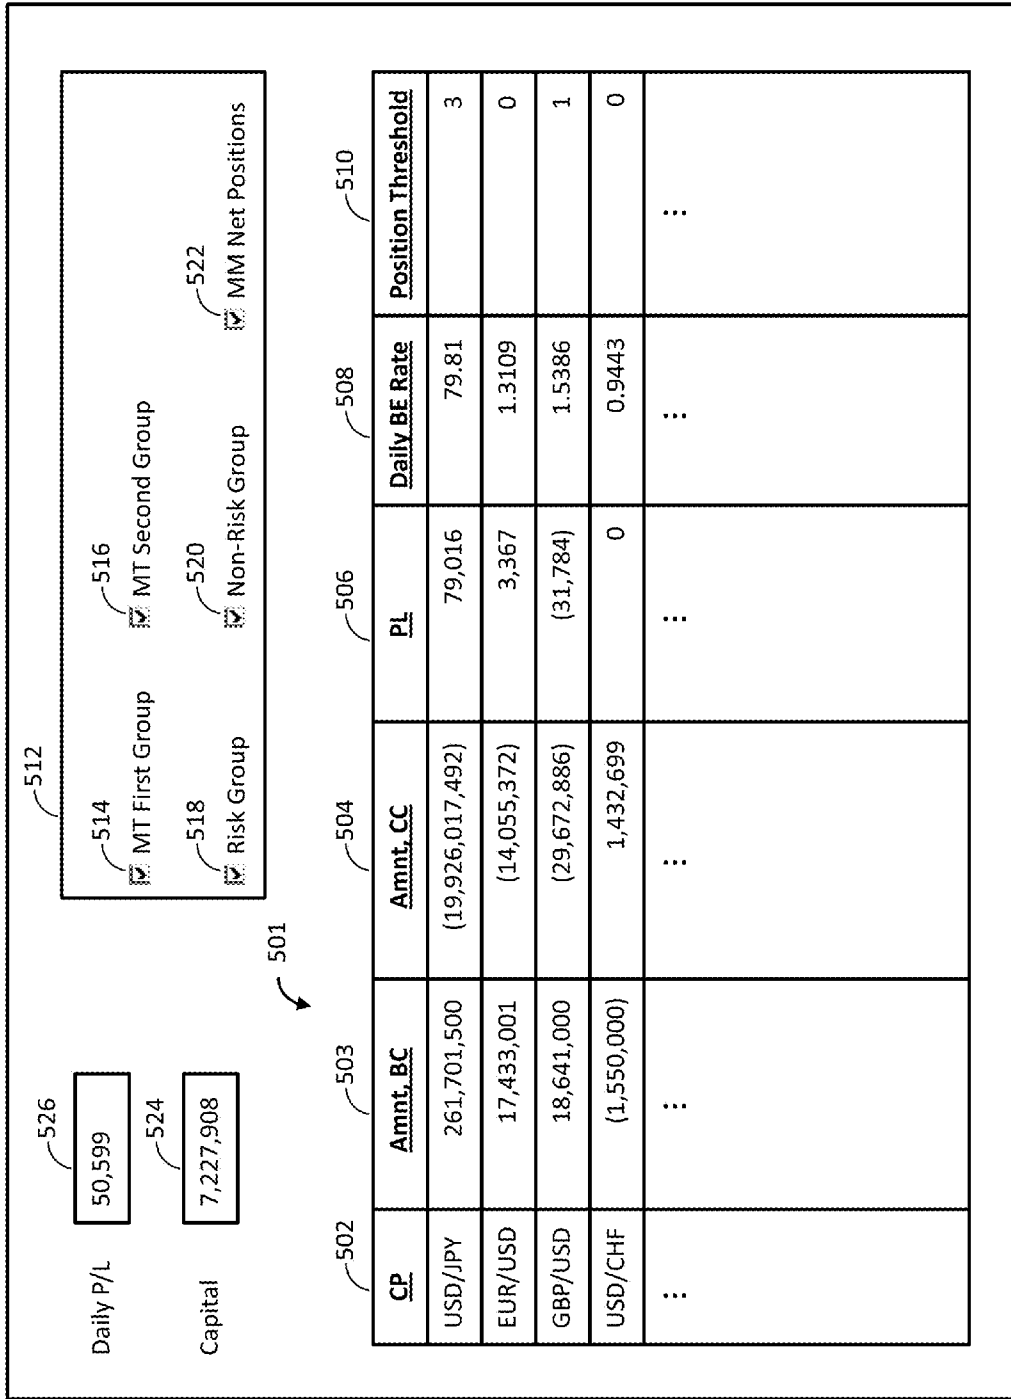 Daily P/L
526
50,599
Capital
524
7,227,908
512
514
MT First Group
516
MT Second Group
518
Risk Group
520
Non-Risk Group
522
MM Net Positions
501
502 503 504 506 508 510
CP Amnt, BC Amnt, CC PL Daily BE Rate Position Threshold
USD/JPY 261,701,500 (19,926,017,492) 79,016 79.81 3
EUR/USD 17,433,001 (14,055,372) 3,367 1.3109 0
GBP/USD 18,641,000 (29,672,886) (31,784) 1.5386 1
USD/CHF (1,550,000) 1,432,699 0 0.9443 0
... ... ... ... ... ...